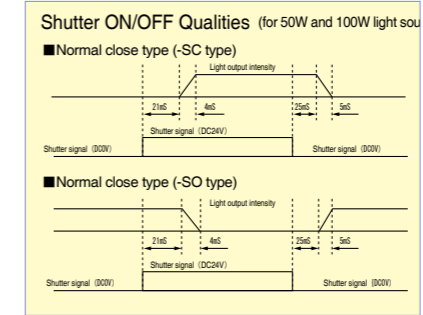 Shutter ON/OFF Qualities (for 50W and 100W light sou
■Normal close type (-SC type)
Light output intensity
21mS 4mS 25mS 5mS
Shutter signal (DC24V)
Shutter signal (DC0V) Shutter signal (DC0V)
■Normal close type (-SO type)
Light output intensity
21mS 4mS 25mS 5mS
Shutter signal (DC24V)
Shutter signal (DC0V) Shutter signal (DC0V)